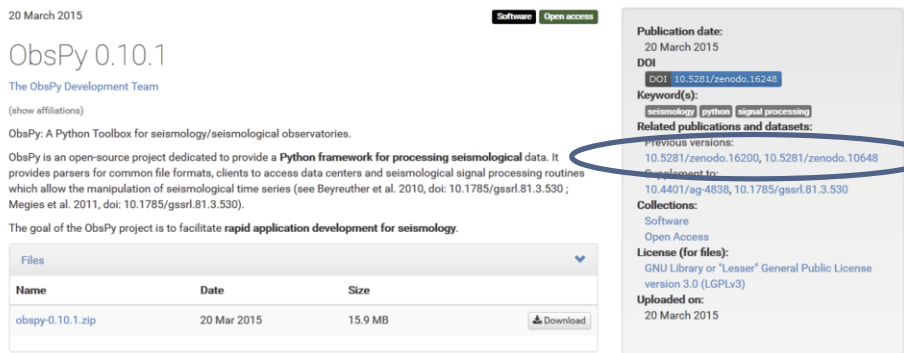 20 March 2015
Software Open access
ObsPy 0.10.1
The ObsPy Development Team
(show affiliations)
ObsPy: A Python Toolbox for seismology/seismological observatories.
ObsPy is an open-source project dedicated to provide a Python framework for processing seismological data. It
provides parsers for common file formats, clients to access data centers and seismological signal processing routines
which allow the manipulation of seismological time series (see Beyreuther et al. 2010, doi: 10.1785/gssrl.81.3.530 ;
Megies et al. 2011, doi: 10.1785/gssrl.81.3.530).
The goal of the ObsPy project is to facilitate rapid application development for seismology.
Files
Name Date Size
obspy-0.10.1.zip 20 Mar 2015 15.9 MB Download
Publication date:
20 March 2015
DOI
DOI 10.5281/zenodo.16248
Keyword(s):
seismology python signal processing
Related publications and datasets:
Previous versions:
10.5281/zenodo.16200, 10.5281/zenodo.10648
Supplement to:
10.4401/ag-4838, 10.1785/gssrl.81.3.530
Collections:
Software
Open Access
License (for files):
GNU Library or "Lesser" General Public License
version 3.0 (LGPLv3)
Uploaded on:
20 March 2015